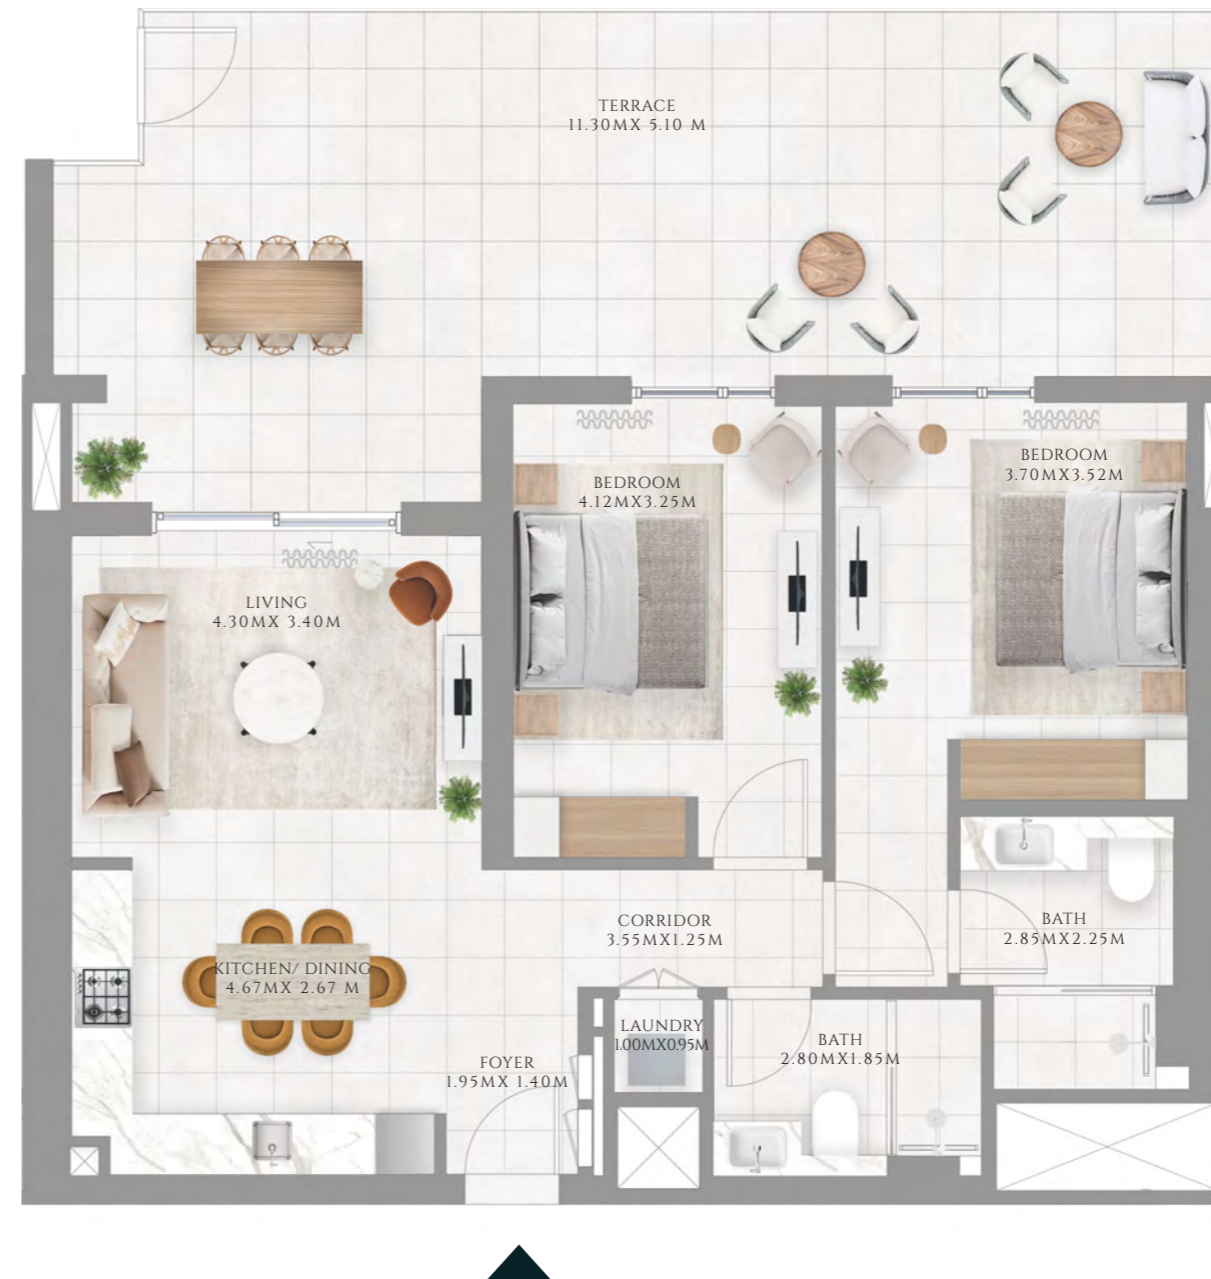 TERRACE
11.30MX 5.10 M
BEDROOM
3.70MX3.52M
BEDROOM
4.12MX3.25M
LIVING
4.30MX 3.40M
CORRIDOR
3.55MX1.25M
BATH
2.85MX2.25M
KITCHEN/ DINING
4.67MX 2.67 M
LAUNDRY
1.00MX0.95M
BATH
2.80MX1.85M
FOYER
1.95MX 1.40M